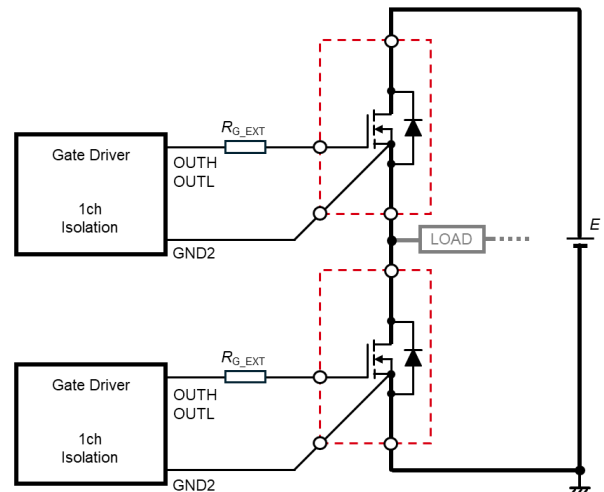 Gate Driver
1ch
Isolation
R_G_EXT
OUTH
OUTL
GND2
LOAD
E
Gate Driver
1ch
Isolation
R_G_EXT
OUTH
OUTL
GND2